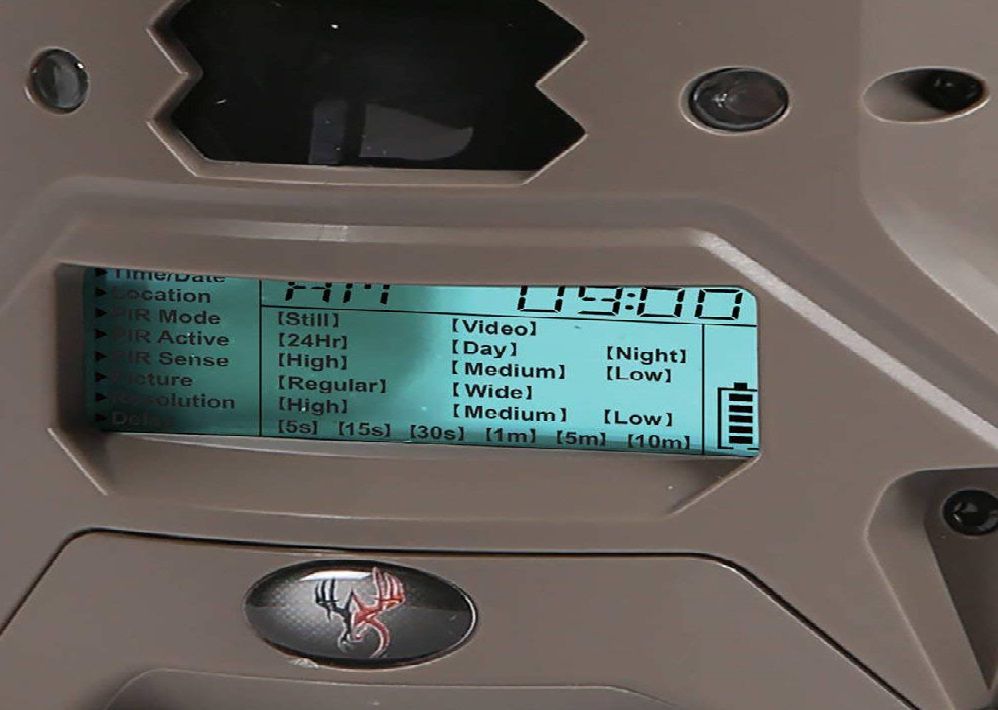 Time/Date AM 09:00
Location
PIR Mode [Still] [Video]
PIR Active [24Hr] [Day] [Night]
PIR Sense [High] [Medium] [Low]
Picture [Regular] [Wide]
Resolution [High] [Medium] [Low]
Delay [5s] [15s] [30s] [1m] [5m] [10m]